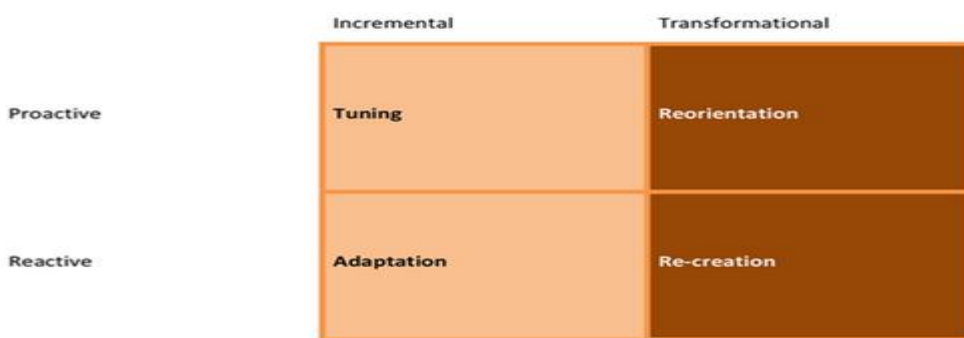 Incremental Transformational
Proactive Tuning Reorientation
Reactive Adaptation Re-creation